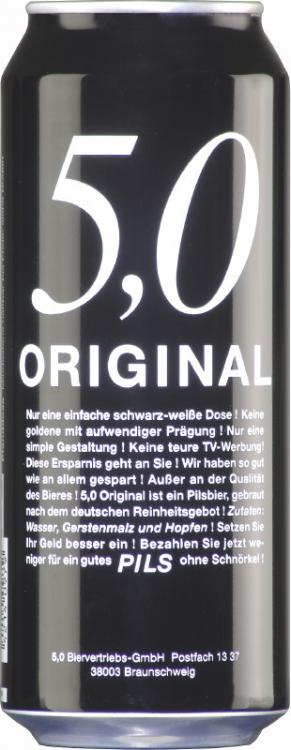 5,0
ORIGINAL
Nur eine einfache schwarz-weiße Dose ! Keine
goldene mit aufwendiger Prägung ! Nur eine
simple Gestaltung ! Keine teure TV-Werbung!
Diese Ersparnis geht an Sie ! Wir haben so gut
wie an allem gespart ! Außer an der Qualität
des Bieres ! 5,0 Original ist ein Pilsbier, gebraut
nach dem deutschen Reinheitsgebot ! Zutaten:
Wasser, Gerstenmalz und Hopfen ! Setzen Sie
Ihr Geld besser ein ! Bezahlen Sie jetzt we-
niger für ein gutes PILS ohne Schnörkel !
5,0 Biervertriebs-GmbH Postfach 13 37
38003 Braunschweig